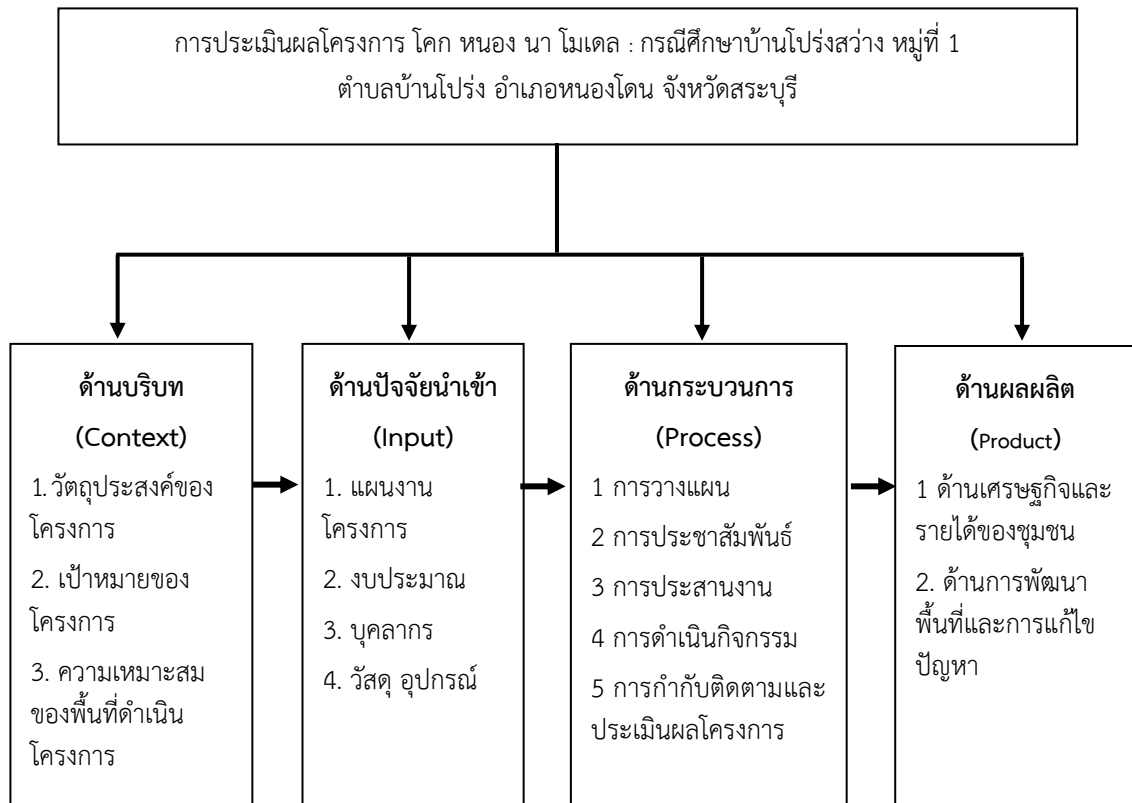 การประเมินผลโครงการ โคก หนอง นา โมเดล : กรณีศึกษาบ้านโปร่งสว่าง หมู่ที่ 1
ตำบลบ้านโปร่ง อำเภอหนองโดน จังหวัดสระบุรี
ด้านบริบท
(Context)
1. วัตถุประสงค์ของ
โครงการ
2. เป้าหมายของ
โครงการ
3. ความเหมาะสม
ของพื้นที่ดำเนิน
โครงการ
ด้านปัจจัยนำเข้า
(Input)
1. แผนงาน
โครงการ
2. งบประมาณ
3. บุคลากร
4. วัสดุ อุปกรณ์
ด้านกระบวนการ
(Process)
1 การวางแผน
2 การประชาสัมพันธ์
3 การประสานงาน
4 การดำเนินกิจกรรม
5 การกำกับติดตามและ
ประเมินผลโครงการ
ด้านผลผลิต
(Product)
1 ด้านเศรษฐกิจและ
รายได้ของชุมชน
2. ด้านการพัฒนา
พื้นที่และการแก้ไข
ปัญหา